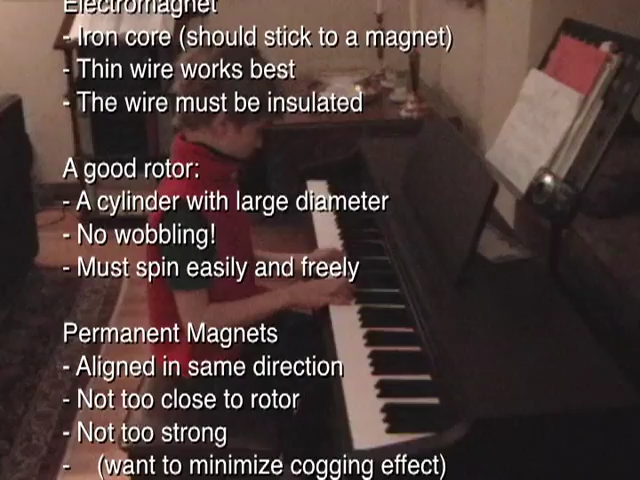 Electromagnet
- Iron core (should stick to a magnet)
- Thin wire works best
- The wire must be insulated
A good rotor:
- A cylinder with large diameter
- No wobbling!
- Must spin easily and freely
Permanent Magnets
- Aligned in same direction
- Not too close to rotor
- Not too strong
- (want to minimize cogging effect)